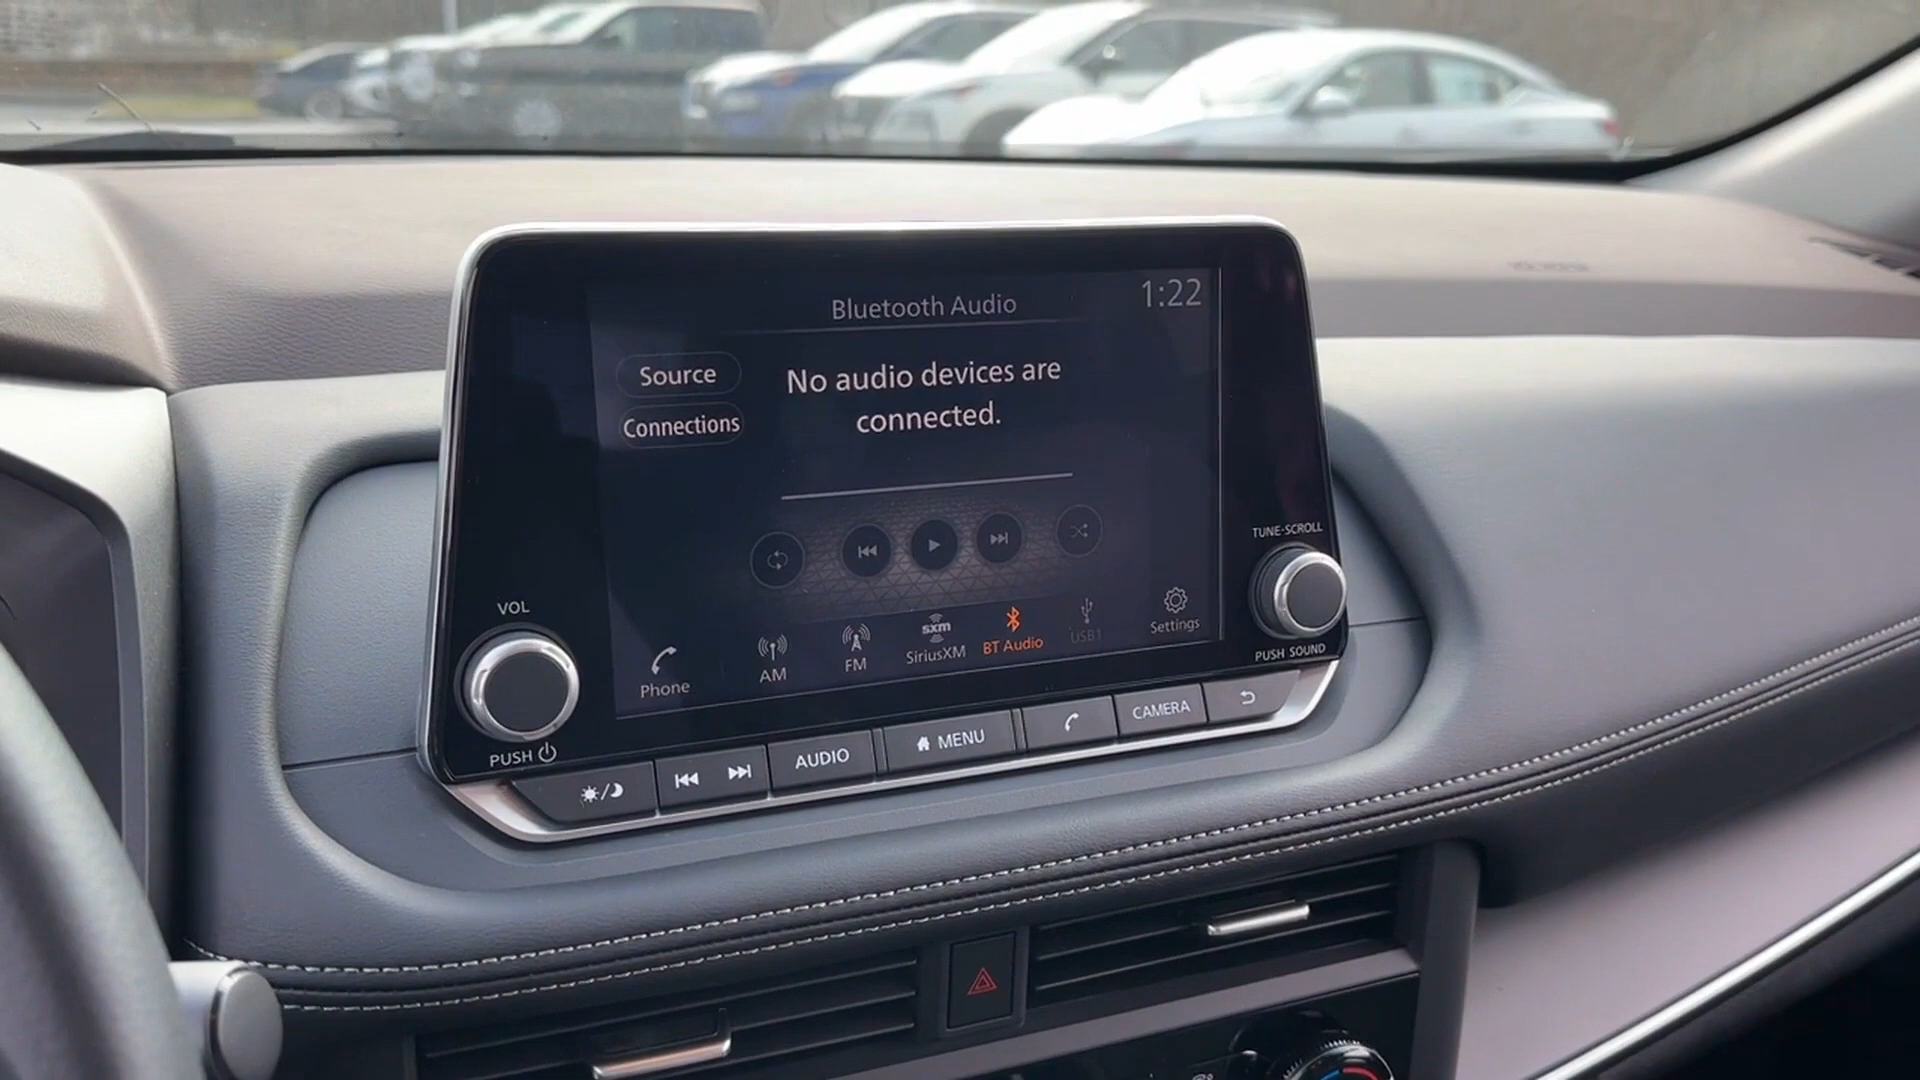 Bluetooth Audio
1:22
Source
No audio devices are
connected.
Connections
TUNE·SCROLL
VOL
Phone
AM
FM
sxm
SiriusXM
BT Audio
USB1
Settings
PUSH SOUND
PUSH
AUDIO
MENU
CAMERA